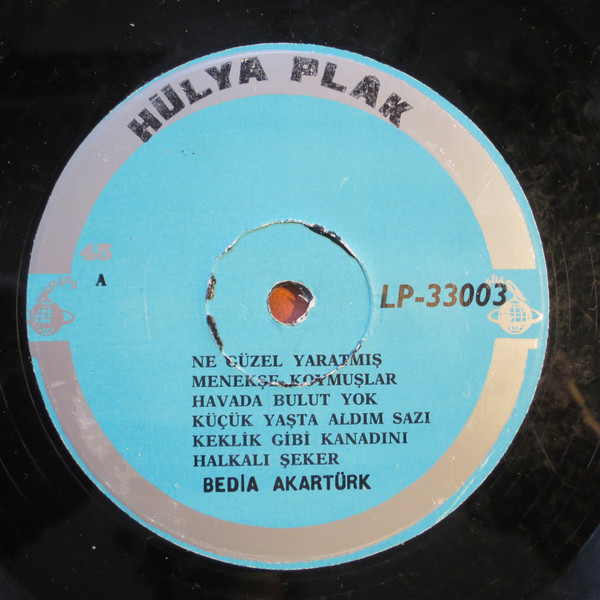 HÜLYA PLAK
45
A
LP-33003
NE GÜZEL YARATMIŞ
MENEKŞE KOYMUŞLAR
HAVADA BULUT YOK
KÜÇÜK YAŞTA ALDIM SAZI
KEKLİK GİBİ KANADINI
HALKALI ŞEKER
BEDİA AKARTÜRK